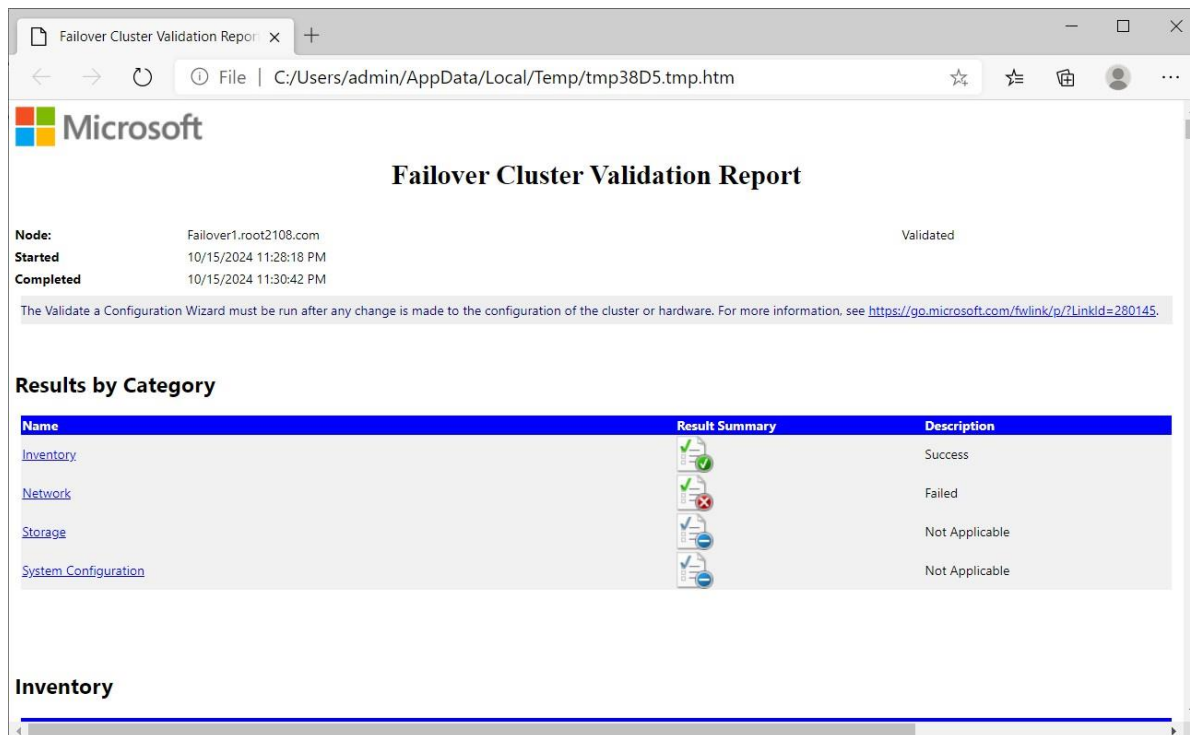 Failover Cluster Validation Repor
File | C:/Users/admin/AppData/Local/Temp/tmp38D5.tmp.htm
Microsoft
Failover Cluster Validation Report
Node: Failover1.root2108.com Validated
Started 10/15/2024 11:28:18 PM
Completed 10/15/2024 11:30:42 PM
The Validate a Configuration Wizard must be run after any change is made to the configuration of the cluster or hardware. For more information, see https://go.microsoft.com/fwlink/p/?LinkId=280145.
Results by Category
Name Result Summary Description
Inventory Success
Network Failed
Storage Not Applicable
System Configuration Not Applicable
Inventory